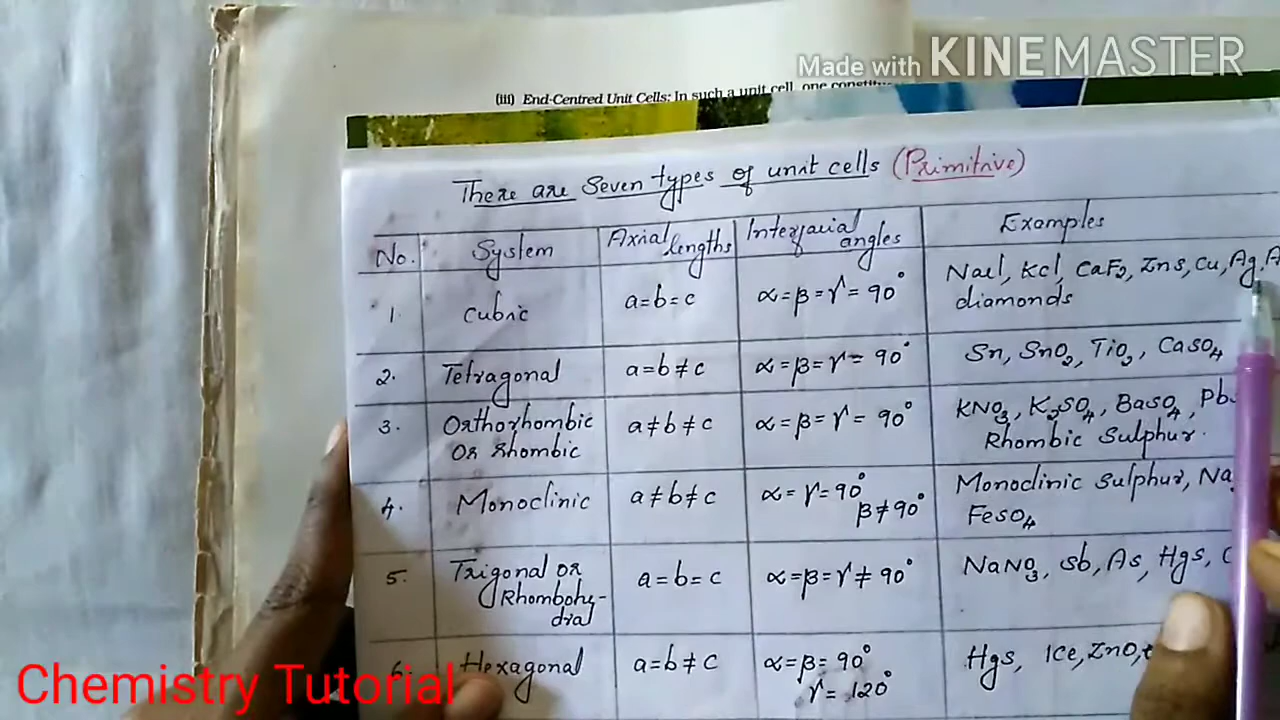 Made with KINEMASTER
(iii) End-Centred Unit Cells: In such a unit cell, one
There are Seven types of unit cells (Primitive)
No. System Axial lengths Interfacial angles Examples
1. Cubic a=b=c α=β=γ=90° Nacl, Kcl, CaF2, Zns, Cu, Ag,
diamonds
2. Tetragonal a=b≠c α=β=γ=90° Sn, SnO2, TiO2, CaSO4
3. Orthorhombic a≠b≠c α=β=γ=90° KNO3, K2SO4, BaSO4,
Or rhombic Rhombic Sulphur.
4. Monoclinic a≠b≠c α=γ=90° Monoclinic Sulphur,
β≠90° FeSO4
5. Trigonal or a=b=c α=β=γ≠90° NaNO3, Sb, As, Hgs,
Rhombohy-
dral
6. Hexagonal a=b≠c α=β=90° Hgs, Ice, ZnO,
γ=120°
Chemistry Tutorial